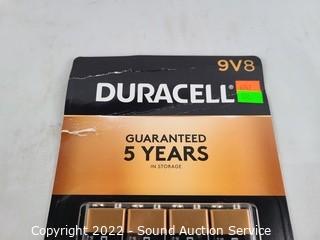 9V8
DURACELL®
GUARANTEED
5 YEARS
IN STORAGE
Copyright 2022 - Sound Auction Service